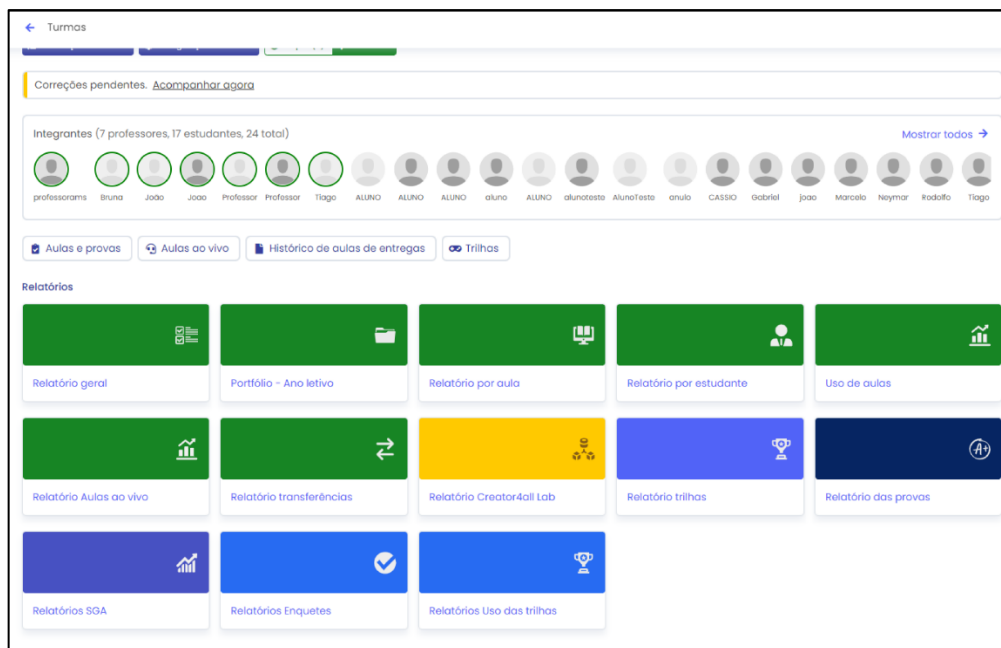 Turmas
Correções pendentes. Acompanhar agora
Integrantes (7 professores, 17 estudantes, 24 total)
Mostrar todos
professorams Bruna João Joao Professor Professor Tiago ALUNO ALUNO ALUNO aluno ALUNO alunoteste AlunoTeste anulo CASSIO Gabriel joao Marcelo Neymar Rodolfo Tiago
Aulas e provas Aulas ao vivo Histórico de aulas de entregas Trilhas
Relatórios
Relatório geral Portfólio - Ano letivo Relatório por aula Relatório por estudante Uso de aulas
A+
Relatório Aulas ao vivo Relatório transferências Relatório Creator4all Lab Relatório trilhas Relatório das provas
Relatórios SGA Relatórios Enquetes Relatórios Uso das trilhas